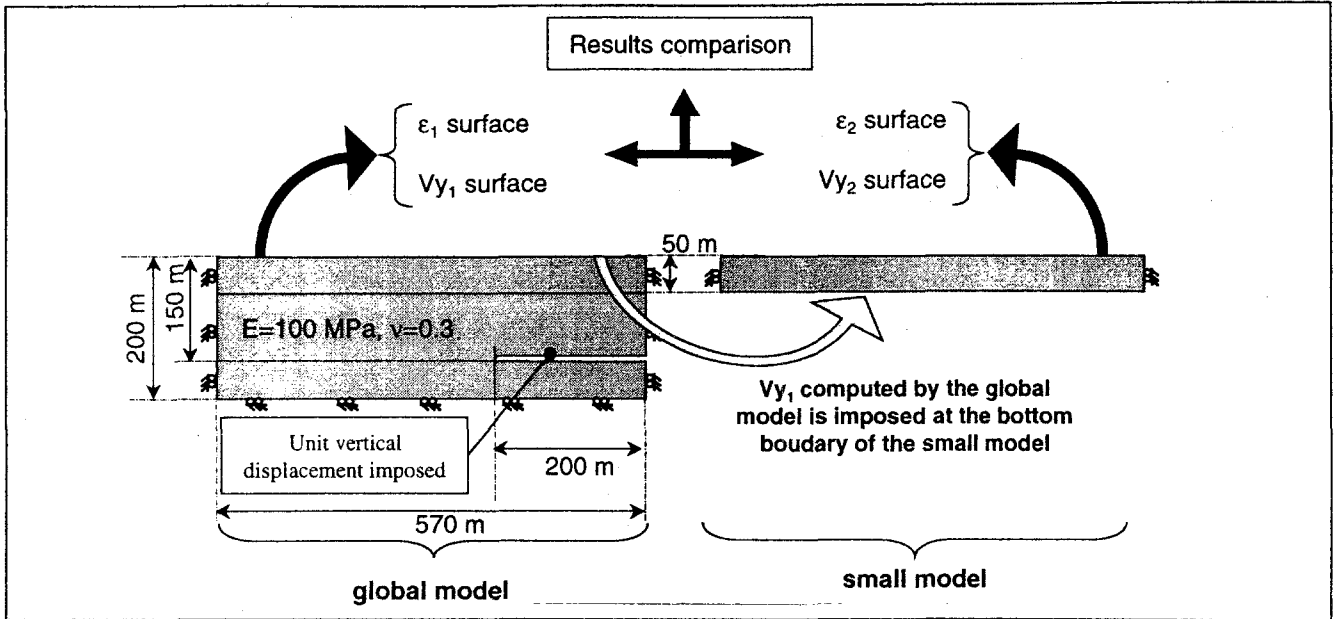 Results comparison
ε₁ surface
Vy₁ surface
ε₂ surface
Vy₂ surface
50 m
200 m
150 m
E=100 MPa, ν=0.3
Vy₁ computed by the global
model is imposed at the bottom
boudary of the small model
Unit vertical
displacement imposed
200 m
570 m
global model
small model